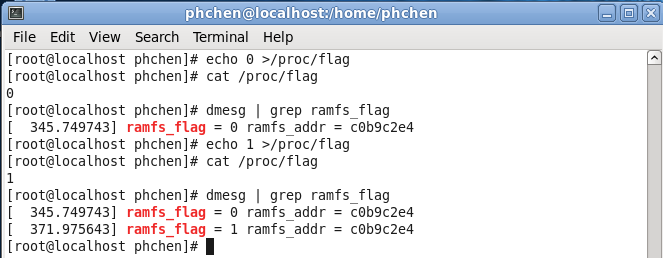 phchen@localhost:/home/phchen
File Edit View Search Terminal Help
[root@localhost phchen]# echo 0 >/proc/flag
[root@localhost phchen]# cat /proc/flag
0
[root@localhost phchen]# dmesg | grep ramfs_flag
[  345.749743] ramfs_flag = 0 ramfs_addr = c0b9c2e4
[root@localhost phchen]# echo 1 >/proc/flag
[root@localhost phchen]# cat /proc/flag
1
[root@localhost phchen]# dmesg | grep ramfs_flag
[  345.749743] ramfs_flag = 0 ramfs_addr = c0b9c2e4
[  371.975643] ramfs_flag = 1 ramfs_addr = c0b9c2e4
[root@localhost phchen]#